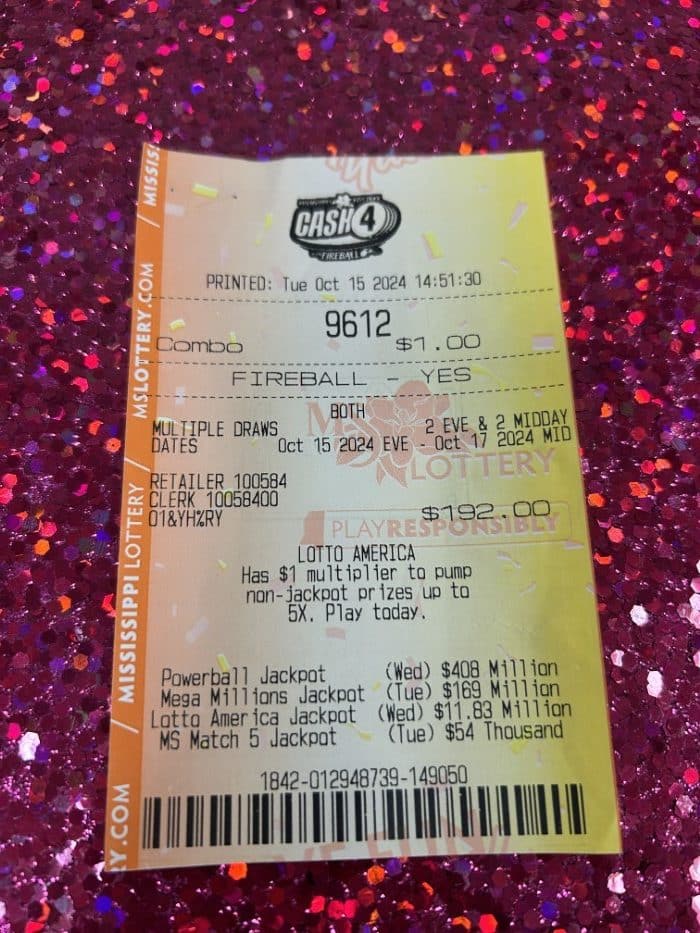 CASH 4
FIREBALL
PRINTED: Tue Oct 15 2024 14:51:30
9612
Combo $1.00
FIREBALL - YES
BOTH
MULTIPLE DRAWS 2 EVE & 2 MIDDAY
DATES Oct 15 2024 EVE - Oct 17 2024 MID
MS LOTTERY
RETAILER 100584
CLERK 10058400
01&YH%RY $192.00
PLAYRESPONSIBLY
LOTTO AMERICA
Has $1 multiplier to pump
non-jackpot prizes up to
5X. Play today.
Powerball Jackpot (Wed) $408 Million
Mega Millions Jackpot (Tue) $169 Million
Lotto America Jackpot (Wed) $11.83 Million
MS Match 5 Jackpot (Tue) $54 Thousand
1842-012948739-149050
Y.COM / MISSISSIPPI LOTTERY / MSLOTTERY.COM / MISSIS